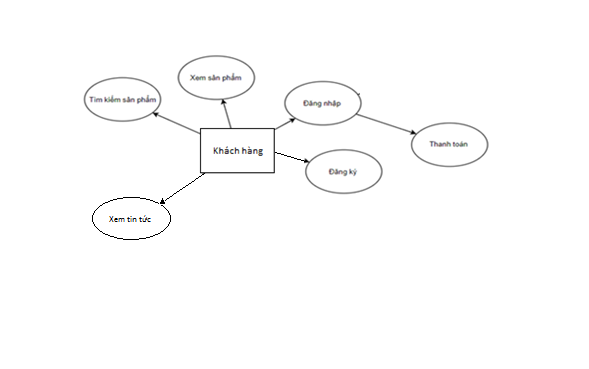 Xem sản phẩm
Tìm kiếm sản phẩm
Đăng nhập
Thanh toán
Khách hàng
Đăng ký
Xem tin tức